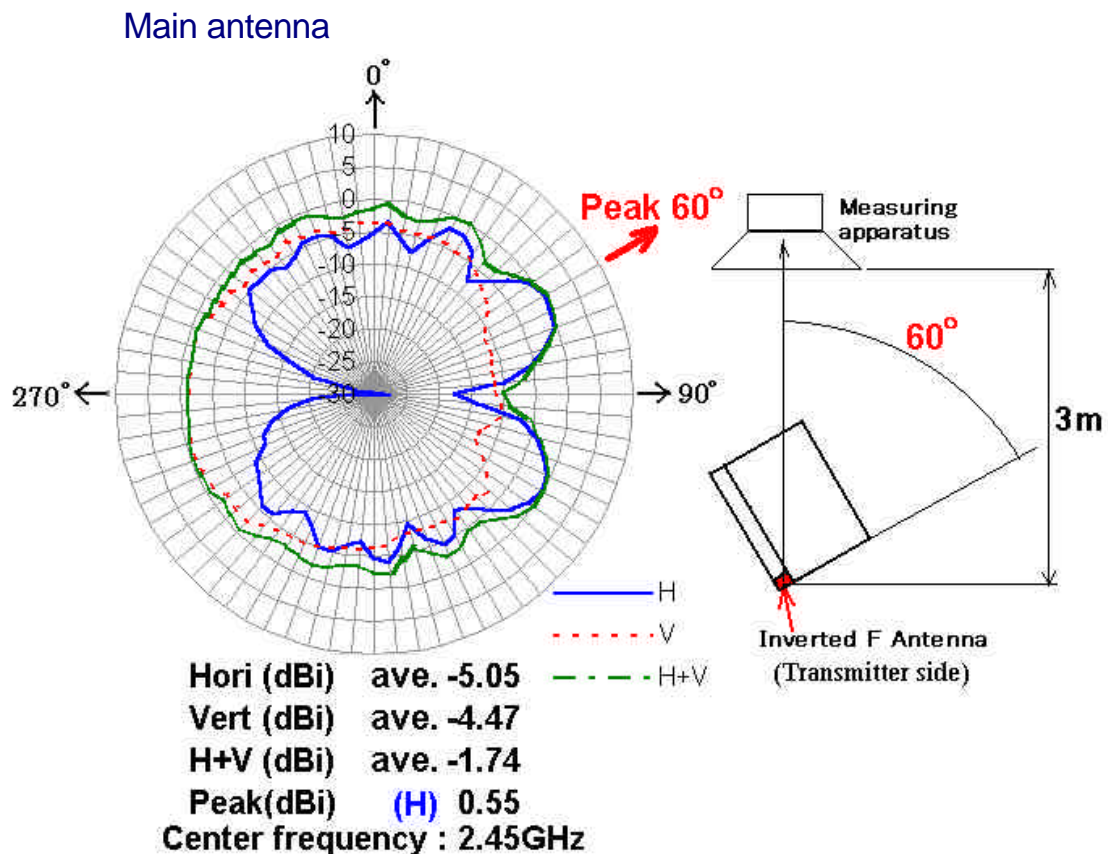 Main antenna
0°
10
5
0
-5
-10
-15
-20
-25
-30
270°
90°
Peak 60°
Measuring
apparatus
60°
3m
Inverted F Antenna
(Transmitter side)
H
V
H+V
Hori (dBi) ave. -5.05
Vert (dBi) ave. -4.47
H+V (dBi) ave. -1.74
Peak(dBi) (H) 0.55
Center frequency : 2.45GHz